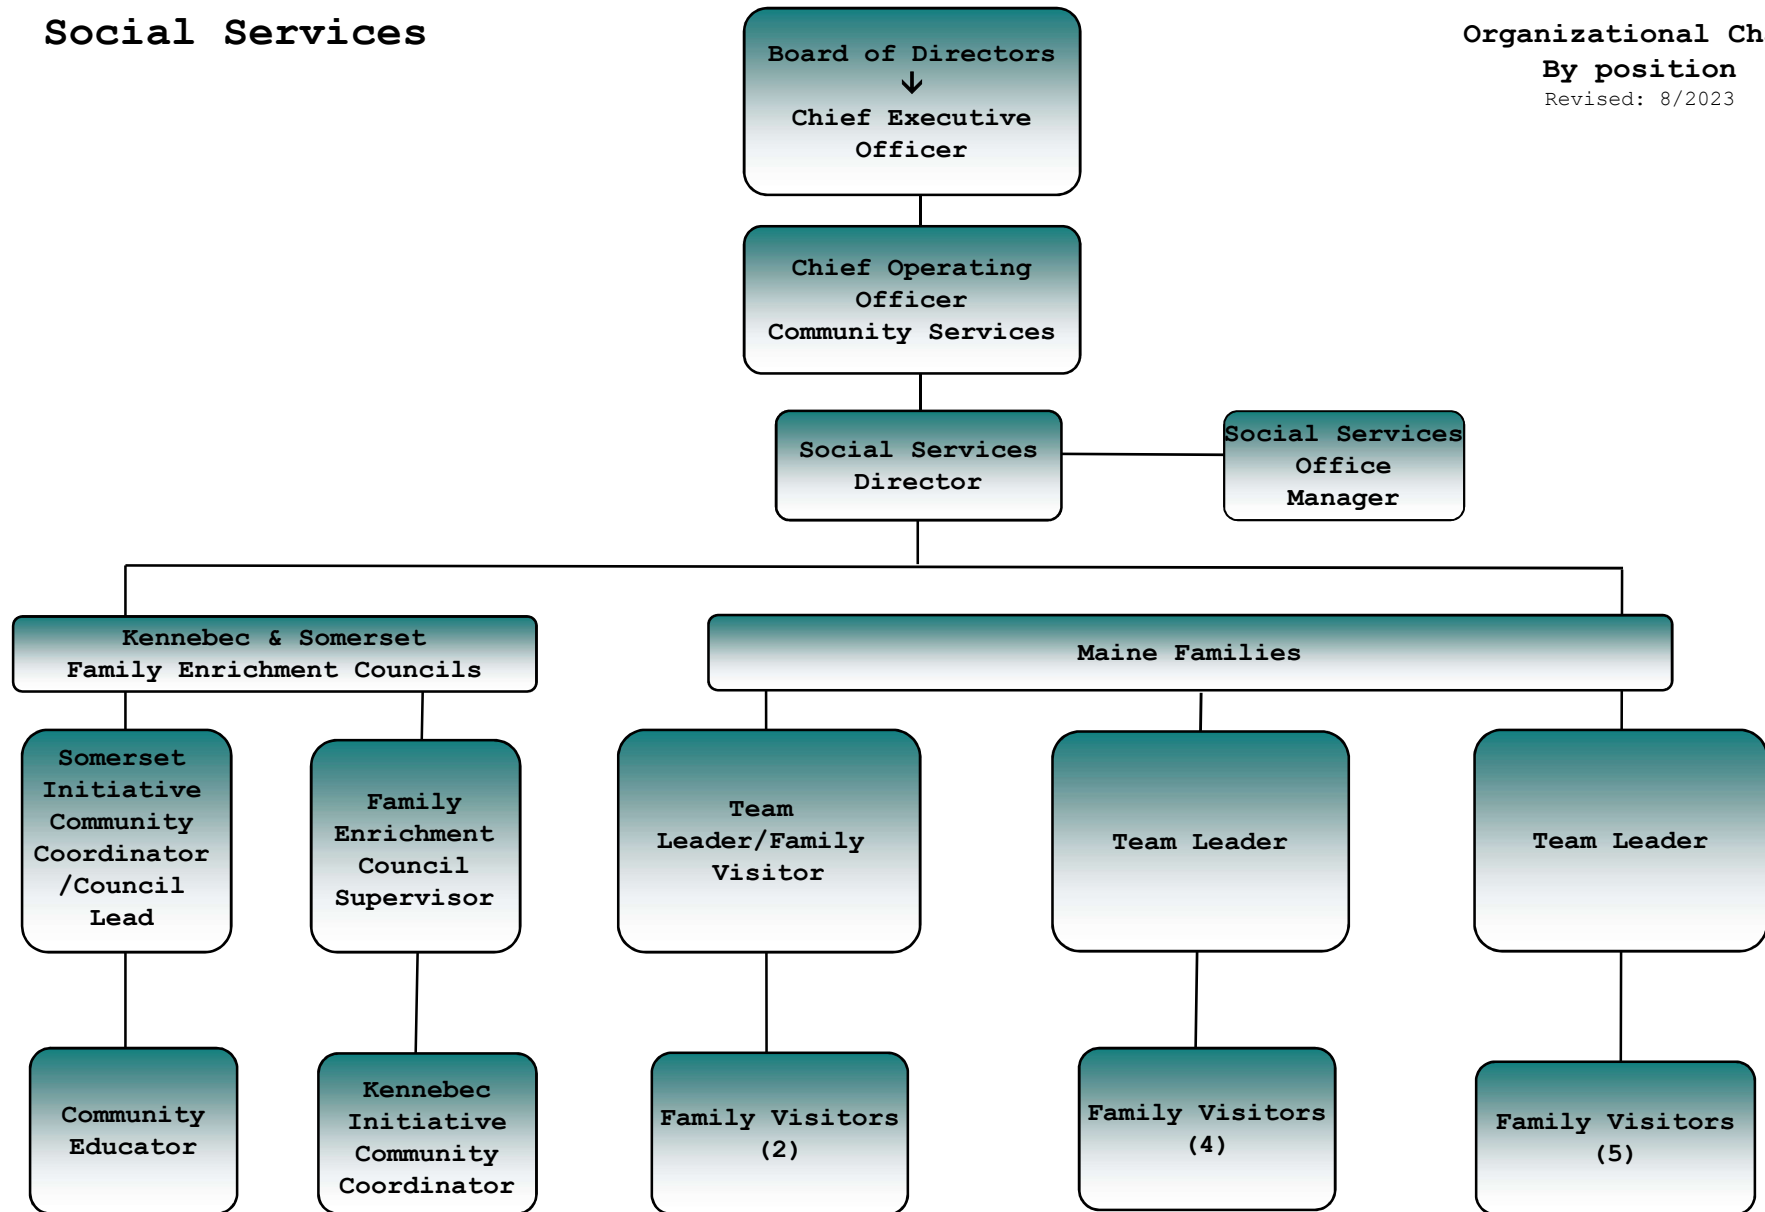 Social Services
Organizational Ch
By position
Revised: 8/2023
Board of Directors
↓
Chief Executive
Officer
Chief Operating
Officer
Community Services
Social Services
Director
Social Services
Office
Manager
Kennebec & Somerset
Family Enrichment Councils
Maine Families
Somerset
Initiative
Community
Coordinator
/Council
Lead
Family
Enrichment
Council
Supervisor
Team
Leader/Family
Visitor
Team Leader
Team Leader
Community
Educator
Kennebec
Initiative
Community
Coordinator
Family Visitors
(2)
Family Visitors
(4)
Family Visitors
(5)